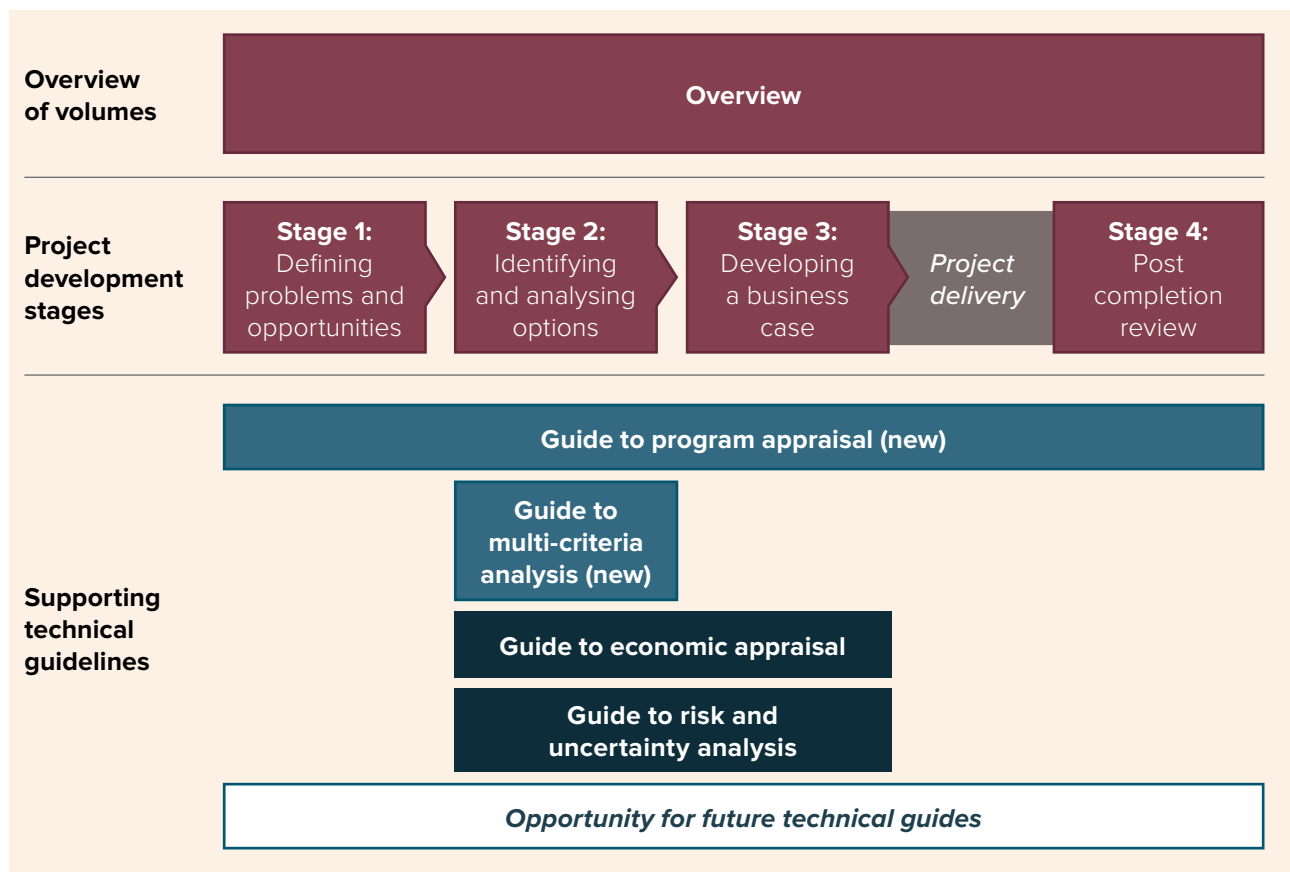 Overview
of volumes
Overview
Project
development
stages
Stage 1:
Defining
problems and
opportunities
Stage 2:
Identifying
and analysing
options
Stage 3:
Developing
a business
case
Project
delivery
Stage 4:
Post
completion
review
Supporting
technical
guidelines
Guide to program appraisal (new)
Guide to
multi-criteria
analysis (new)
Guide to economic appraisal
Guide to risk and
uncertainty analysis
Opportunity for future technical guides